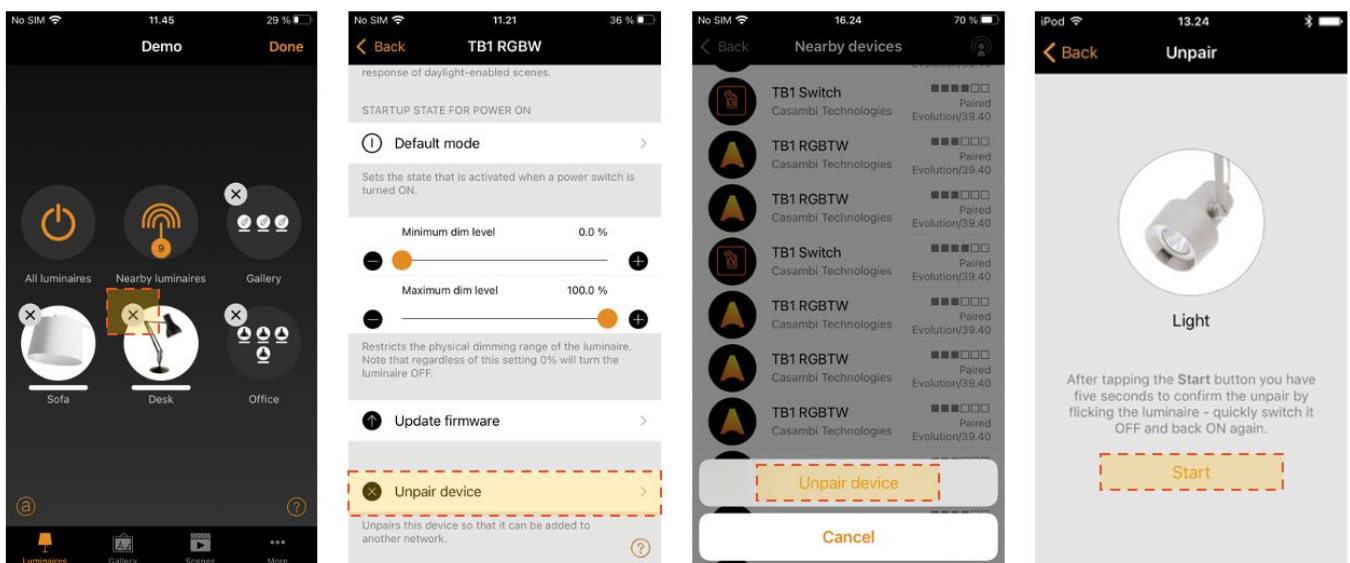 No SIM 11.45 29 %
Demo Done
9
All luminaires Nearby luminaires Gallery
Sofa Desk Office
a ?
Luminaires Gallery Scenes More
No SIM 11.21 36 %
Back TB1 RGBW
response of daylight-enabled scenes.
STARTUP STATE FOR POWER ON
Default mode
Sets the state that is activated when a power switch is
turned ON.
Minimum dim level 0.0 %
Maximum dim level 100.0 %
Restricts the physical dimming range of the luminaire.
Note that regardless of this setting 0% will turn the
luminaire OFF.
Update firmware
Unpair device
Unpairs this device so that it can be added to
another network.
?
No SIM 16.24 70 %
Back Nearby devices
TB1 Switch
Casambi Technologies
Paired
Evolution/39.40
TB1 RGBTW
Casambi Technologies
Paired
Evolution/39.40
TB1 RGBTW
Casambi Technologies
Paired
Evolution/39.40
TB1 Switch
Casambi Technologies
Paired
Evolution/39.40
TB1 RGBTW
Casambi Technologies
Paired
Evolution/39.40
TB1 RGBTW
Casambi Technologies
Paired
Evolution/39.40
TB1 RGBTW
Casambi Technologies
Paired
Evolution/39.40
Unpair device
Cancel
iPod 13.24
Back Unpair
Light
After tapping the Start button you have
five seconds to confirm the unpair by
flicking the luminaire - quickly switch it
OFF and back ON again.
Start